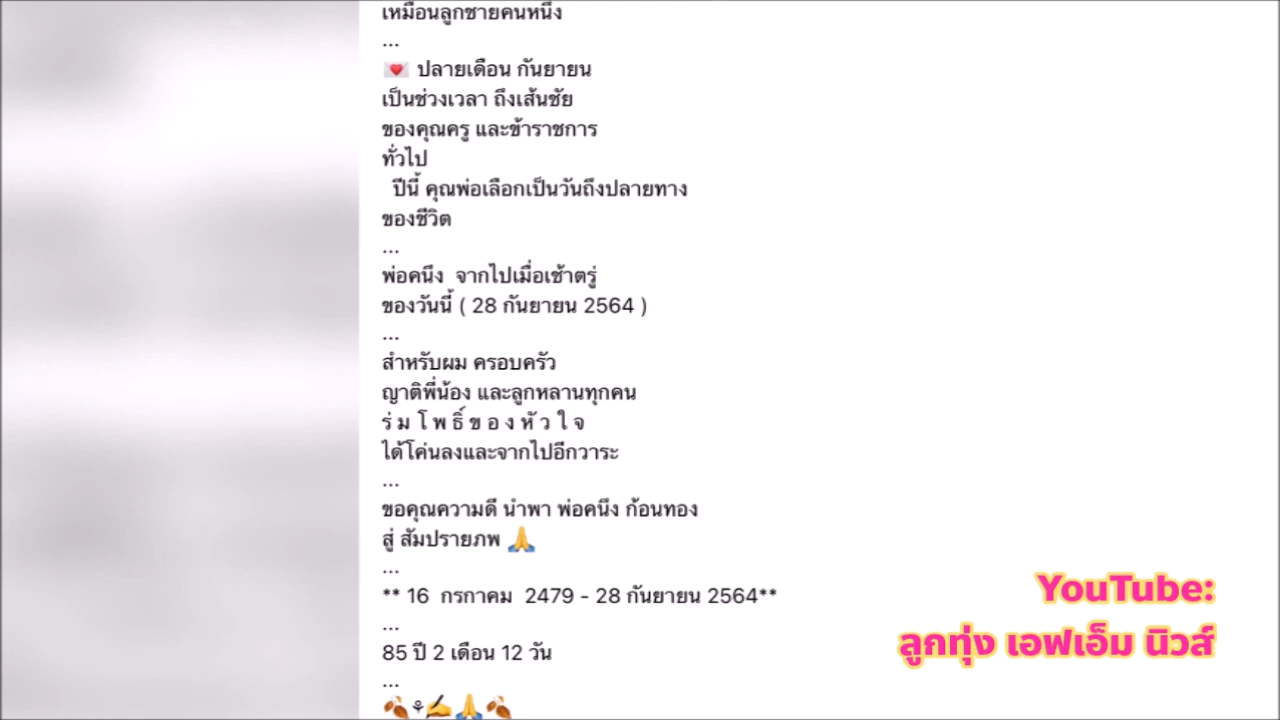 เหมือนลูกชายคนหนึ่ง
...
💌 ปลายเดือน กันยายน
เป็นช่วงเวลา ถึงเส้นชัย
ของคุณครู และข้าราชการ
ทั่วไป
ปีนี้ คุณพ่อเลือกเป็นวันถึงปลายทาง
ของชีวิต
...
พ่อคนึง จากไปเมื่อเช้าตรู่
ของวันนี้ ( 28 กันยายน 2564 )
...
สำหรับผม ครอบครัว
ญาติพี่น้อง และลูกหลานทุกคน
ร่ ม โ พ ธิ์ ข อ ง หั ว ใ จ
ได้โค่นลงและจากไปอีกวาระ
...
ขอคุณความดี นำพา พ่อคนึง ก้อนทอง
สู่ สัมปรายภพ 🙏
...
** 16 กรกาคม 2479 - 28 กันยายน 2564**
...
85 ปี 2 เดือน 12 วัน
...
🍂⚘✍🙏🍂
YouTube:
ลูกทุ่ง เอฟเอ็ม นิวส์